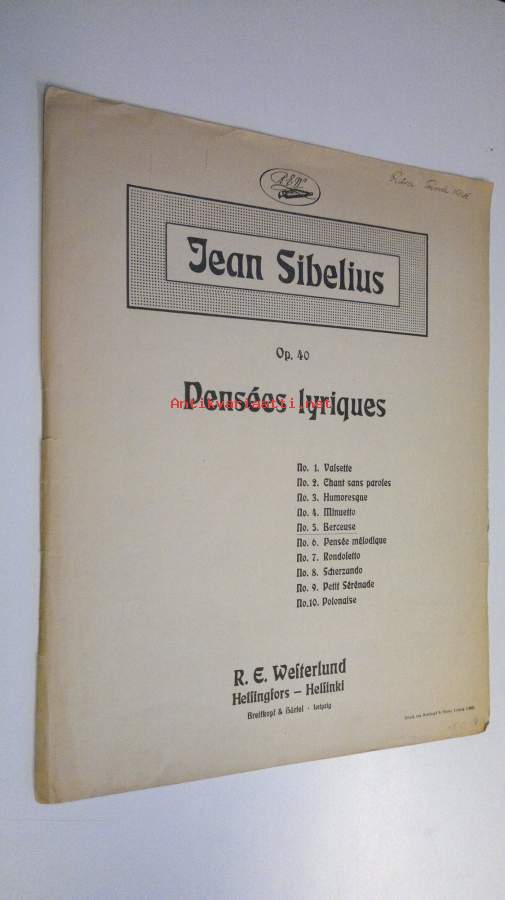 R.E.W.
Jean Sibelius
Op. 40
Pensées lyriques
Antikvariaatti.net
No. 1. Valsette
No. 2. Chant sans paroles
No. 3. Humoresque
No. 4. Minuetto
No. 5. Berceuse
No. 6. Pensée mélodique
No. 7. Rondoletto
No. 8. Scherzando
No. 9. Petit Sérénade
No. 10. Polonaise
R. E. Westerlund
Helsingfors – Helsinki
Breitkopf & Härtel · Leipzig